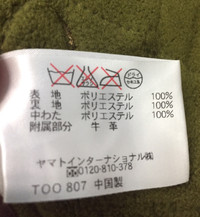 表地 ポリエステル 100%
裏地 ポリエステル 100%
中わた ポリエステル 100%
附属部分 牛革
ヤマトインターナショナル㈱
0120-810-378
TOO 807 中国製